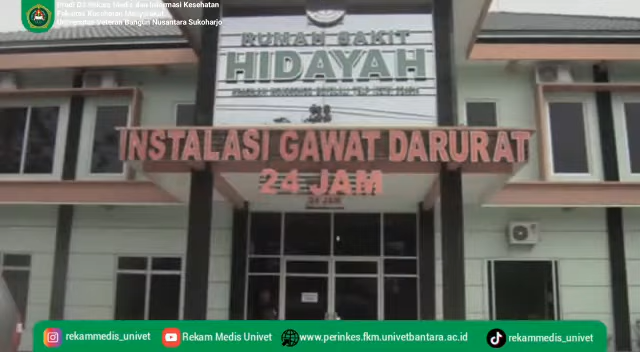 Prodi D3 Rekam Medis dan Informasi Kesehatan
Fakultas Kesehatan Masyarakat
Universitas Veteran Bangun Nusantara Sukoharjo
RUMAH SAKIT
HIDAYAH
INSTALASI GAWAT DARURAT
24 JAM
24 JAM
rekammedis_univet
Rekam Medis Univet
www.perinkes.fkm.univetbantara.ac.id
rekammedis_univet